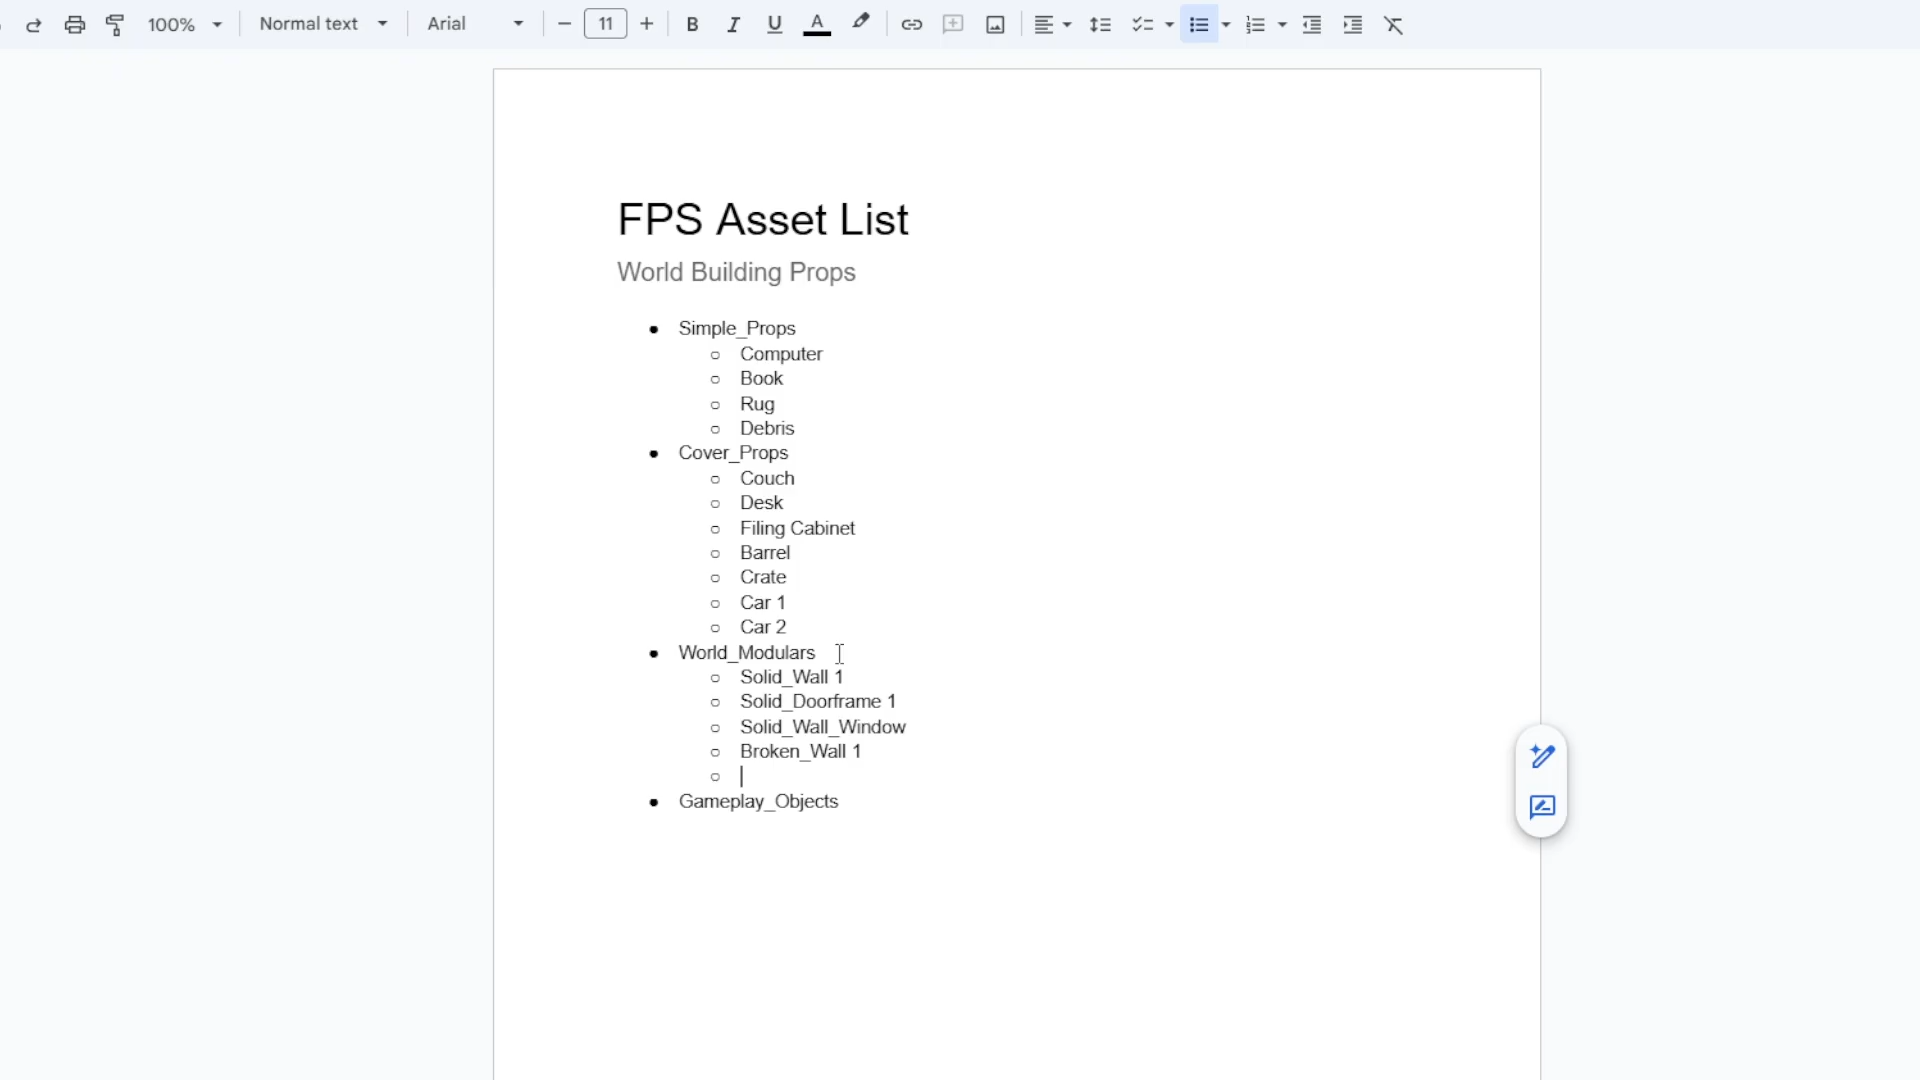 100% Normal text Arial 11 B I U A
FPS Asset List
World Building Props
Simple_Props
Computer
Book
Rug
Debris
Cover_Props
Couch
Desk
Filing Cabinet
Barrel
Crate
Car 1
Car 2
World_Modulars
Solid_Wall 1
Solid_Doorframe 1
Solid_Wall_Window
Broken_Wall 1
Gameplay_Objects